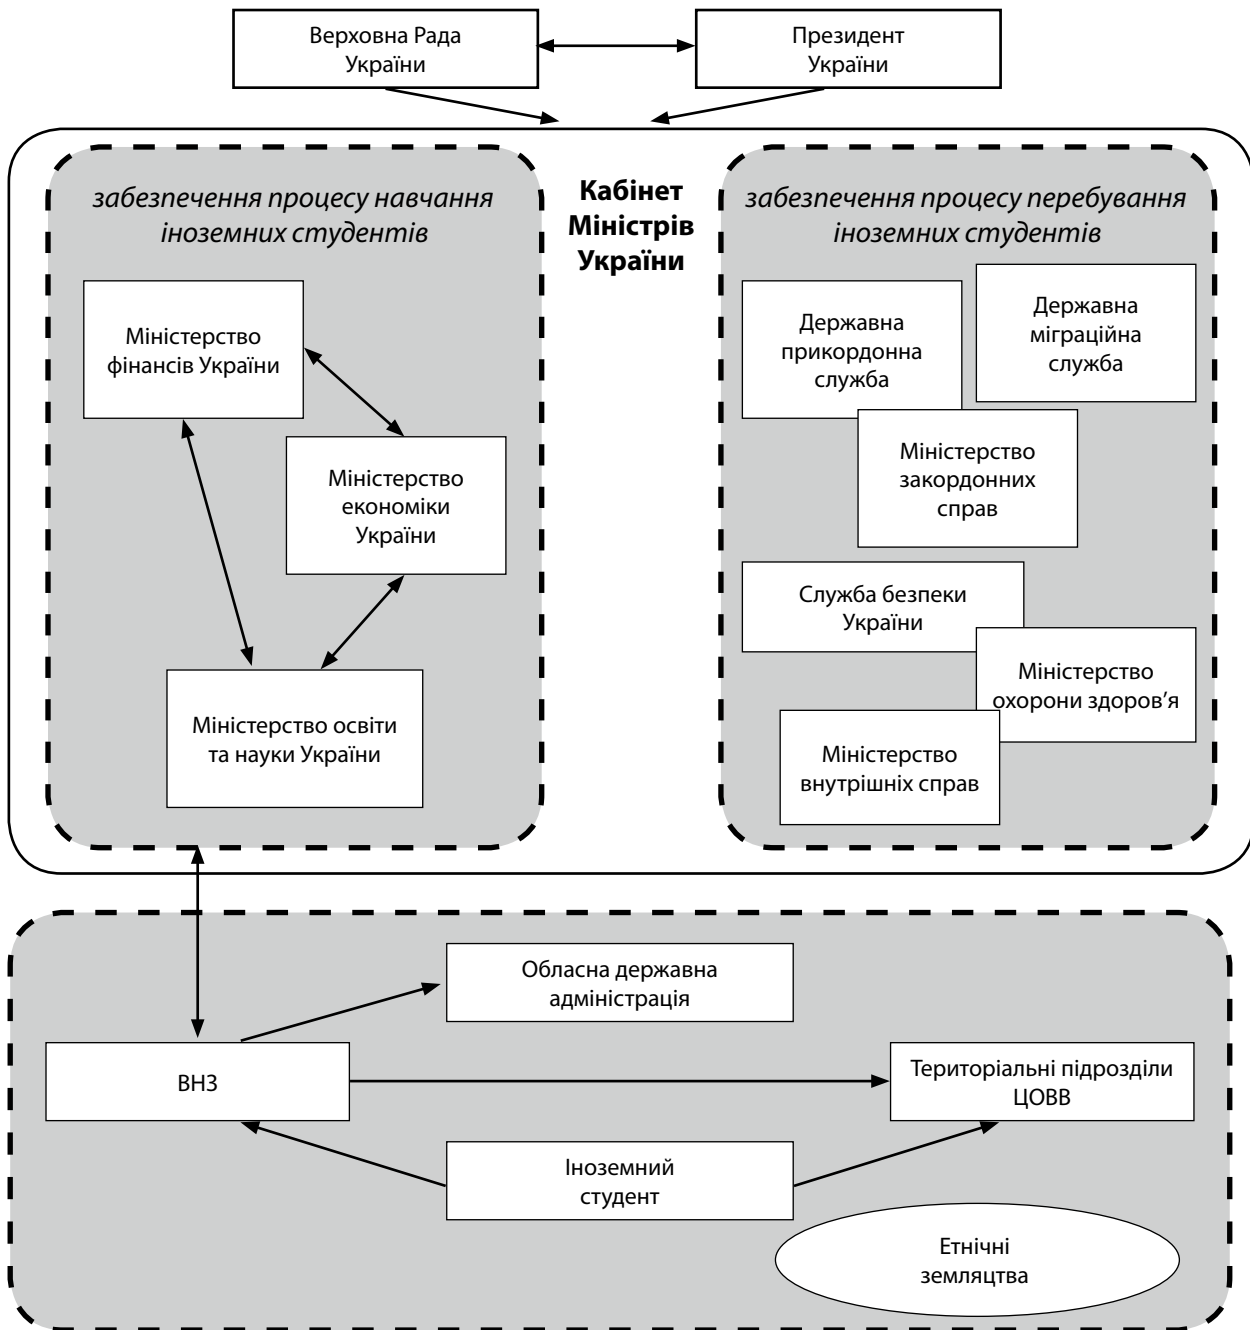 Верховна Рада
України
Президент
України
Кабінет
Міністрів
України
забезпечення процесу навчання
іноземних студентів
Міністерство
фінансів України
Міністерство
економіки
України
Міністерство освіти
та науки України
забезпечення процесу перебування
іноземних студентів
Державна
прикордонна
служба
Державна
міграційна
служба
Міністерство
закордонних
справ
Служба безпеки
України
Міністерство
охорони здоров'я
Міністерство
внутрішніх справ
Обласна державна
адміністрація
ВНЗ
Територіальні підрозділи
ЦОВВ
Іноземний
студент
Етнічні
земляцтва